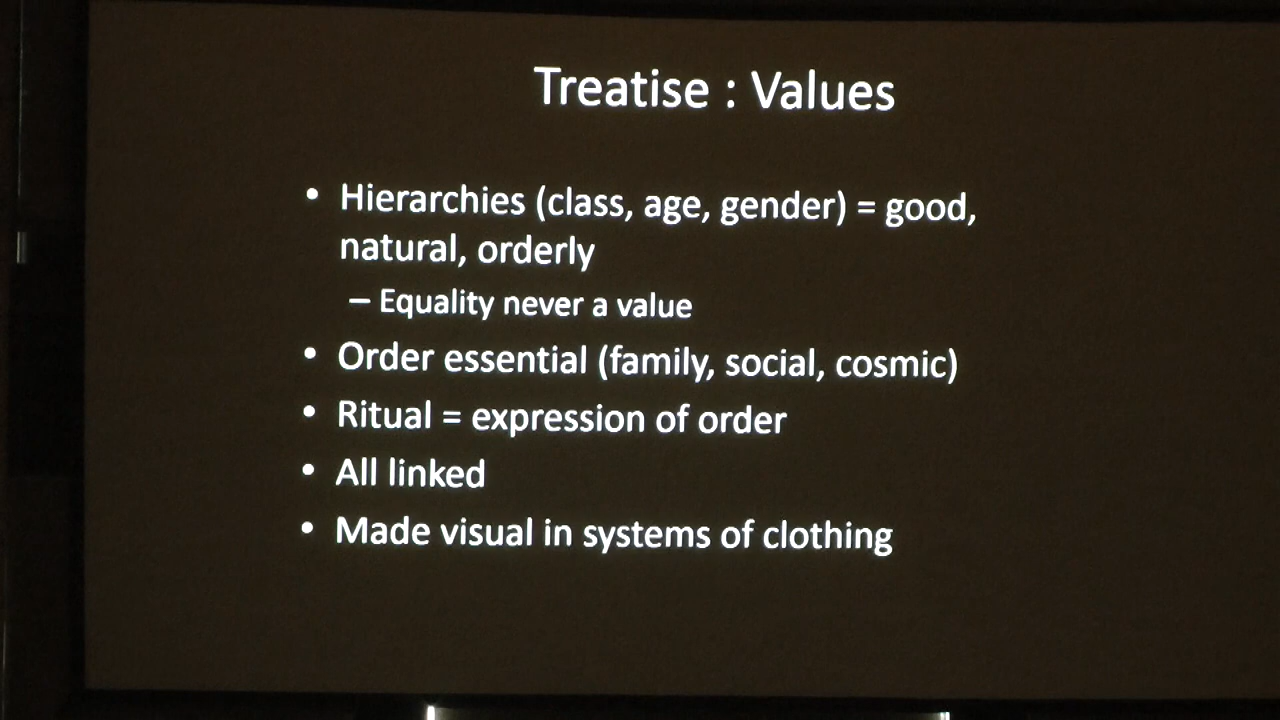 Treatise : Values
• Hierarchies (class, age, gender) = good,
natural, orderly
– Equality never a value
• Order essential (family, social, cosmic)
• Ritual = expression of order
• All linked
• Made visual in systems of clothing